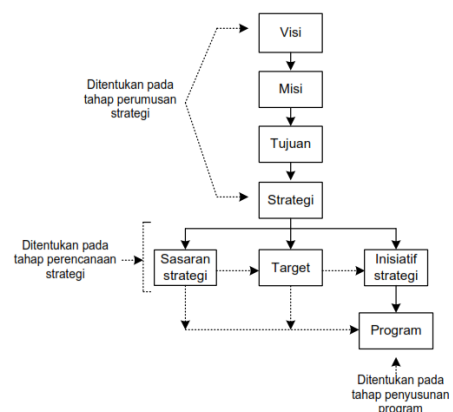 Visi
Ditentukan pada
tahap perumusan
strategi
Misi
Tujuan
Strategi
Ditentukan pada
tahap perencanaan
strategi
Sasaran
strategi
Target
Inisiatif
strategi
Program
Ditentukan pada
tahap penyusunan
program